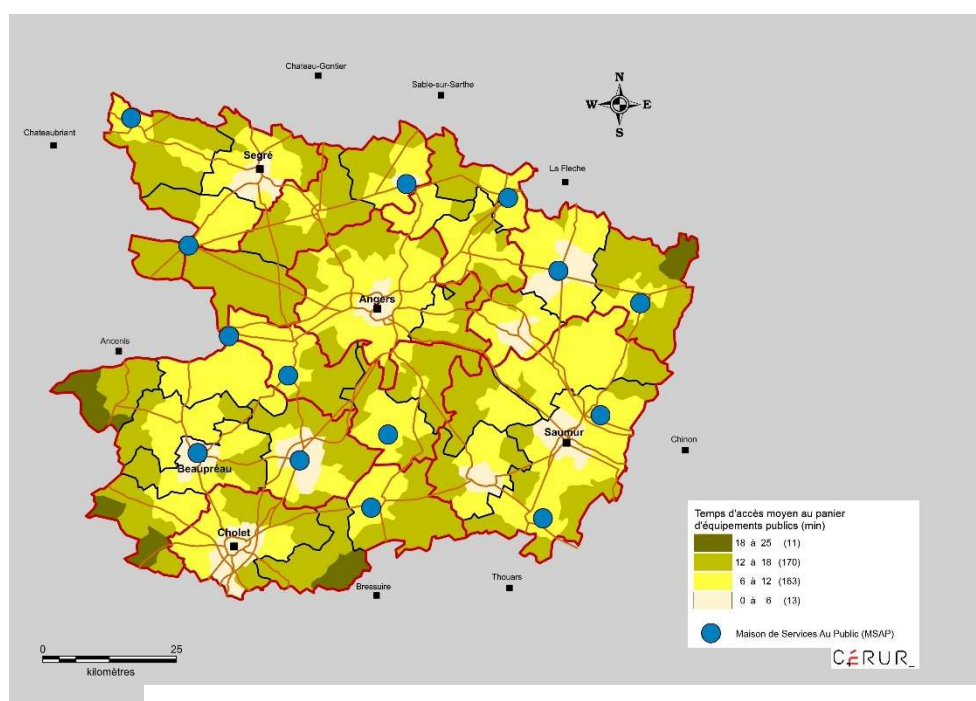 Chateau-Gontier
Sable-sur-Sarthe
N
W E
S
Chateaubriant
Segré
La Fleche
Angers
Ancenis
Saumur
Chinon
Beaupréau
Cholet
Bressuire
Thouars
Temps d'accès moyen au panier
d'équipements publics (min)
18 à 25 (11)
12 à 18 (170)
6 à 12 (163)
0 à 6 (13)
Maison de Services Au Public (MSAP)
CÉRUR_
0 25
kilomètres